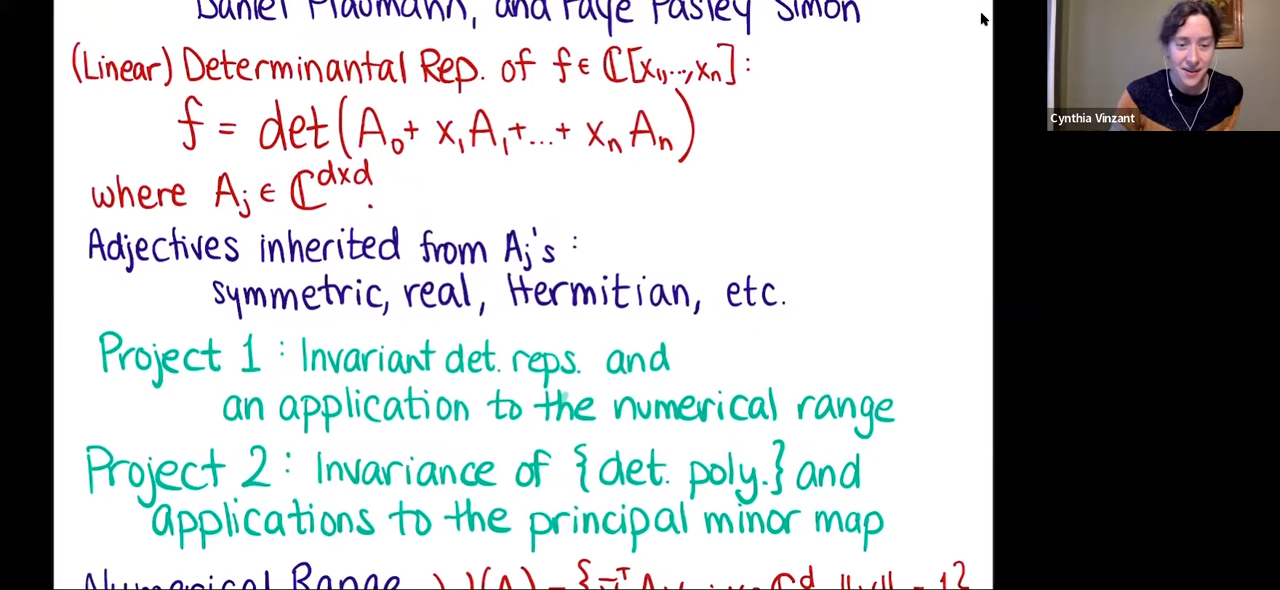 Daniel Plaumann, and Faye Pasley Simon
(Linear) Determinantal Rep. of f ∈ ℂ[x₁,...,xₙ]:
f = det(A₀ + x₁A₁ + ... + xₙAₙ)
where Aⱼ ∈ ℂ^{d×d}.
Adjectives inherited from Aⱼ's :
symmetric, real, Hermitian, etc.
Project 1 : Invariant det. reps. and
an application to the numerical range
Project 2 : Invariance of {det. poly.} and
applications to the principal minor map
Numerical Range
Cynthia Vinzant